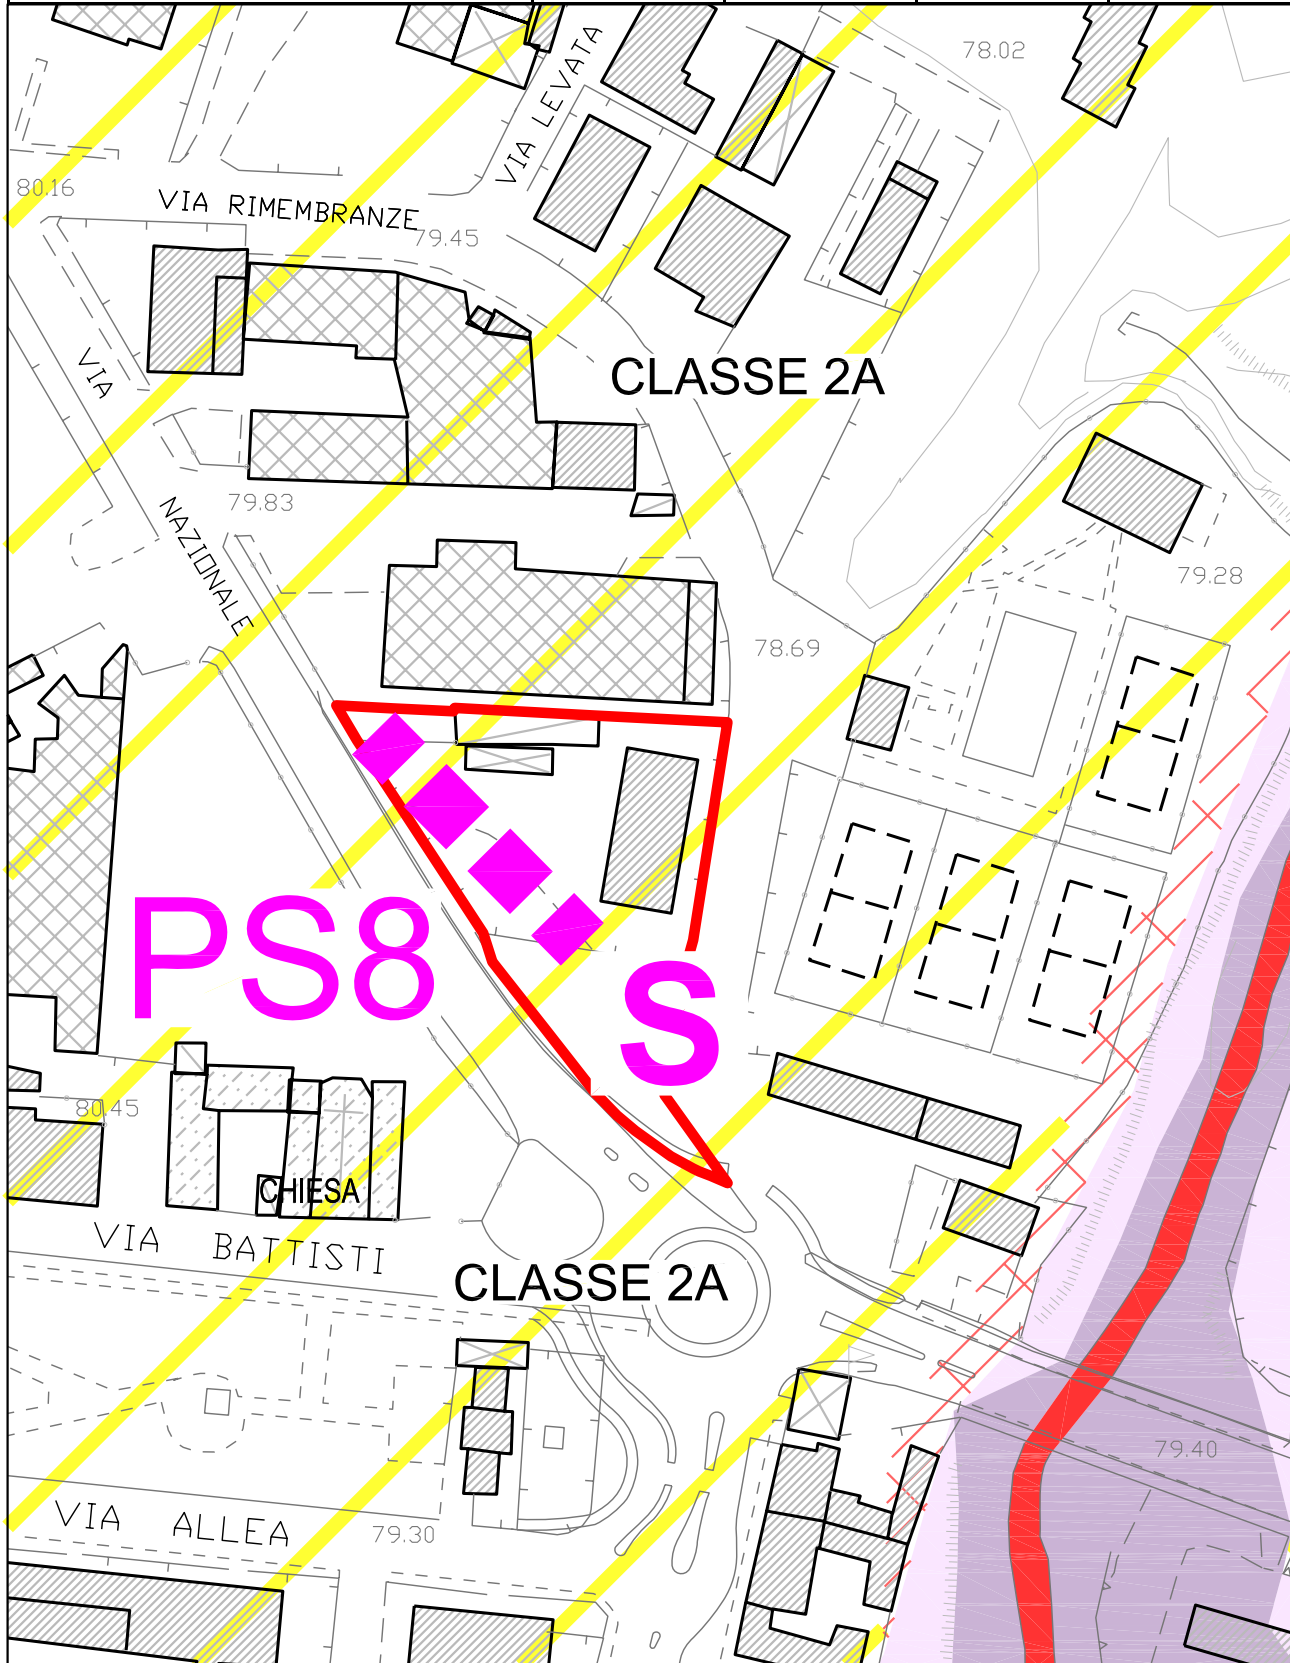 78.02
VIA LEVATA
80.16
VIA RIMEMBRANZE
79.45
CLASSE 2A
VIA
NAZIONALE
79.83
79.28
78.69
PS8
S
80.45
CHIESA
VIA BATTISTI
CLASSE 2A
79.40
VIA ALLEA
79.30